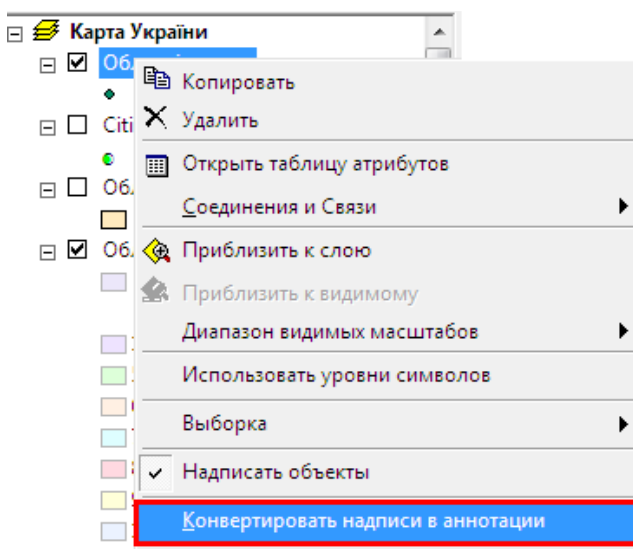 Карта України
Копировать
Citi
Удалить
Открыть таблицу атрибутов
Соединения и Связи
Приблизить к слою
Приблизить к видимому
Диапазон видимых масштабов
Использовать уровни символов
Выборка
Надписать объекты
Конвертировать надписи в аннотации